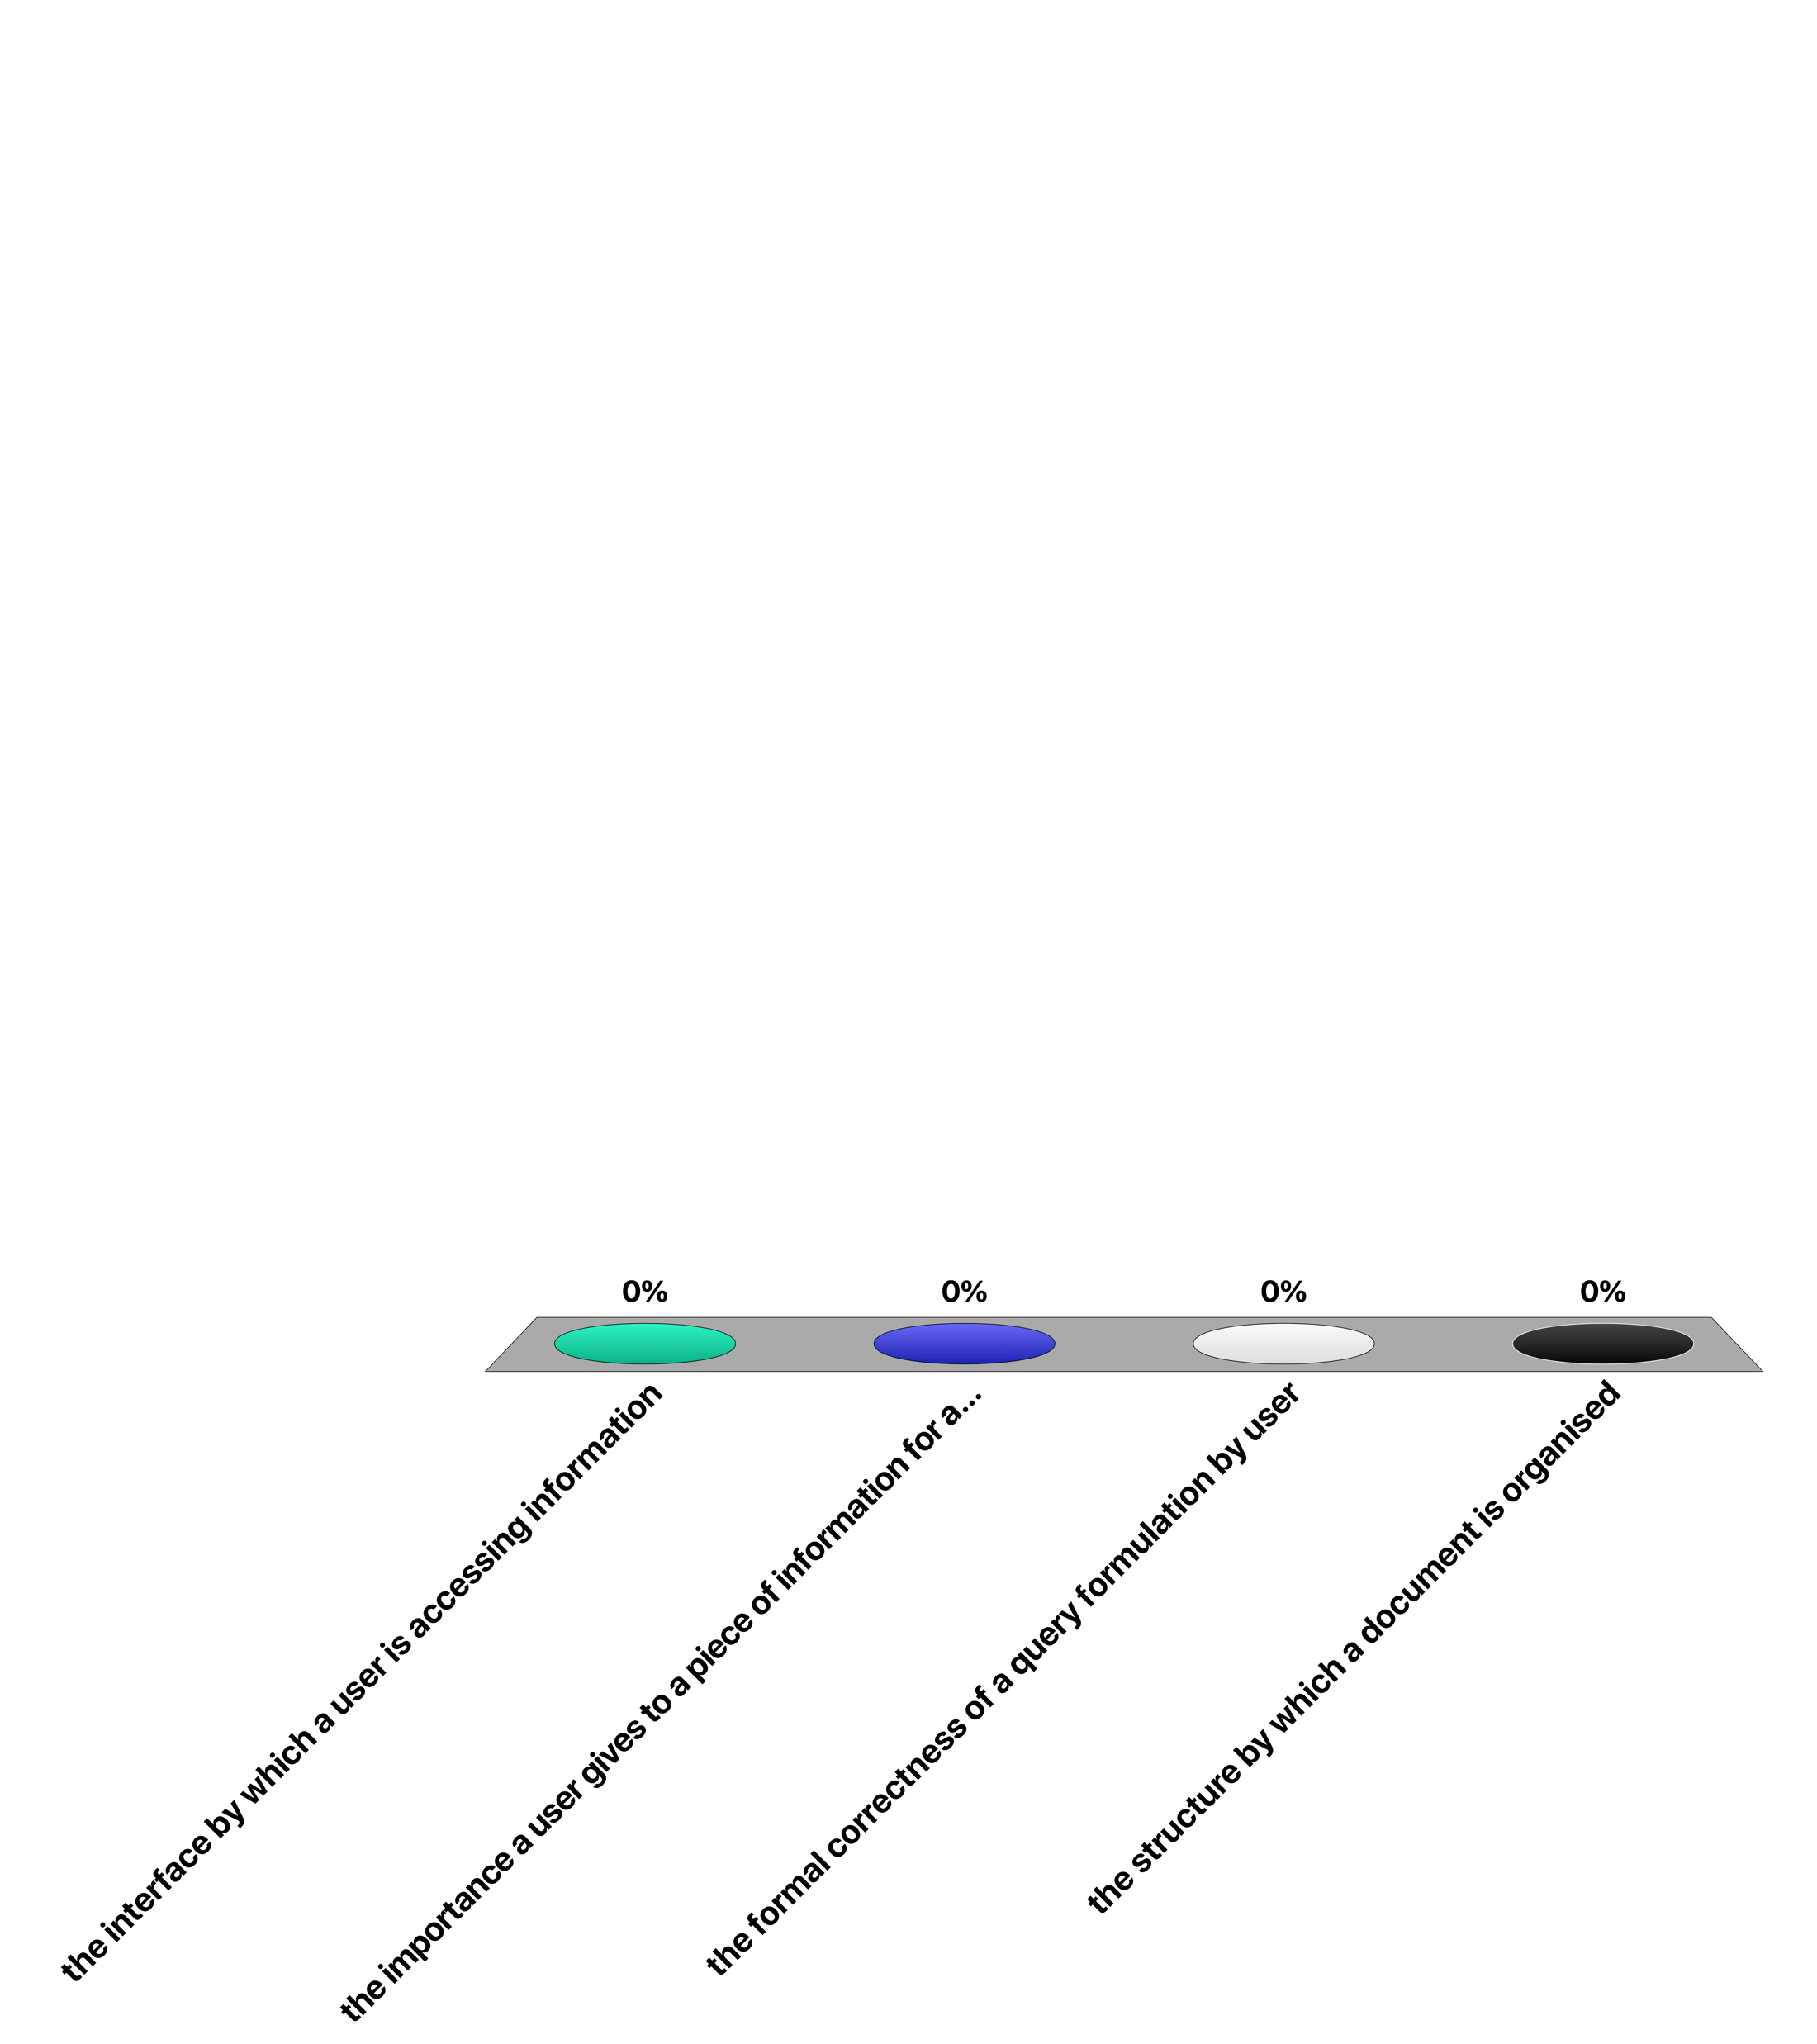 0%
0%
0%
0%
the interface by which a user is accessing information
the importance a user gives to a piece of information for a...
the formal correctness of a query formulation by user
the structure by which a document is organised